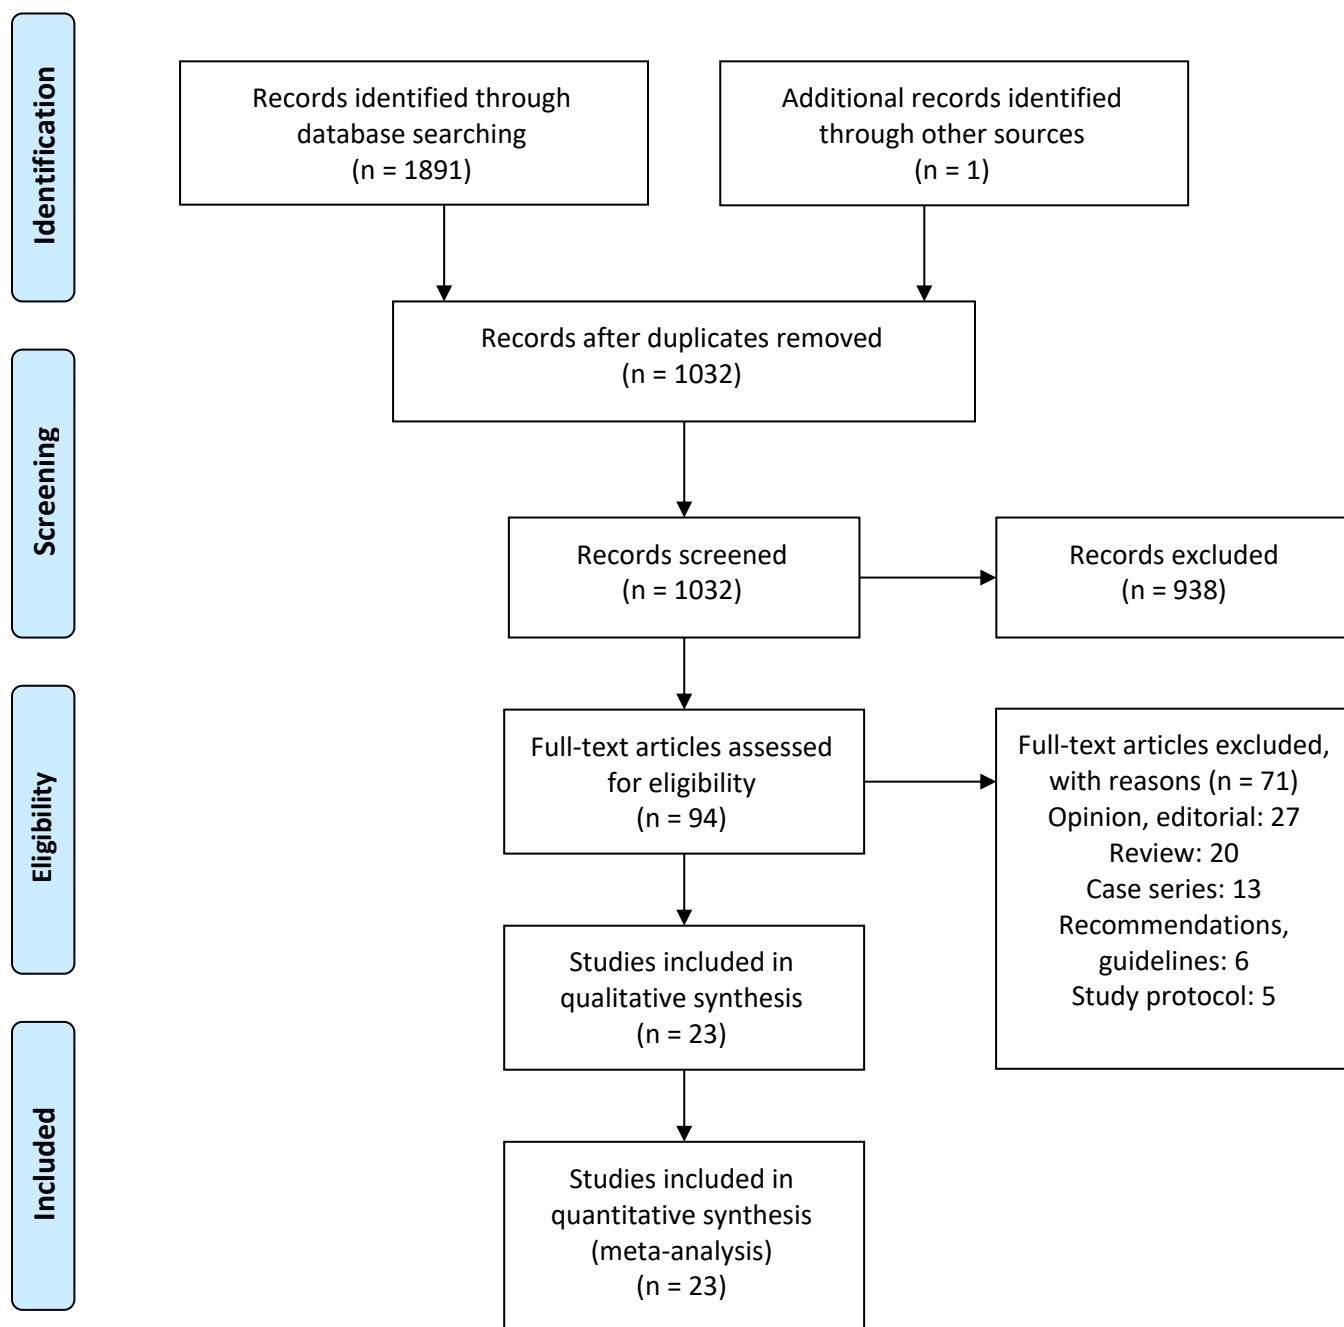 Identification
Records identified through
database searching
(n = 1891)
Additional records identified
through other sources
(n = 1)
Records after duplicates removed
(n = 1032)
Screening
Records screened
(n = 1032)
Records excluded
(n = 938)
Eligibility
Full-text articles assessed
for eligibility
(n = 94)
Full-text articles excluded,
with reasons (n = 71)
Opinion, editorial: 27
Review: 20
Case series: 13
Recommendations,
guidelines: 6
Study protocol: 5
Studies included in
qualitative synthesis
(n = 23)
Included
Studies included in
quantitative synthesis
(meta-analysis)
(n = 23)